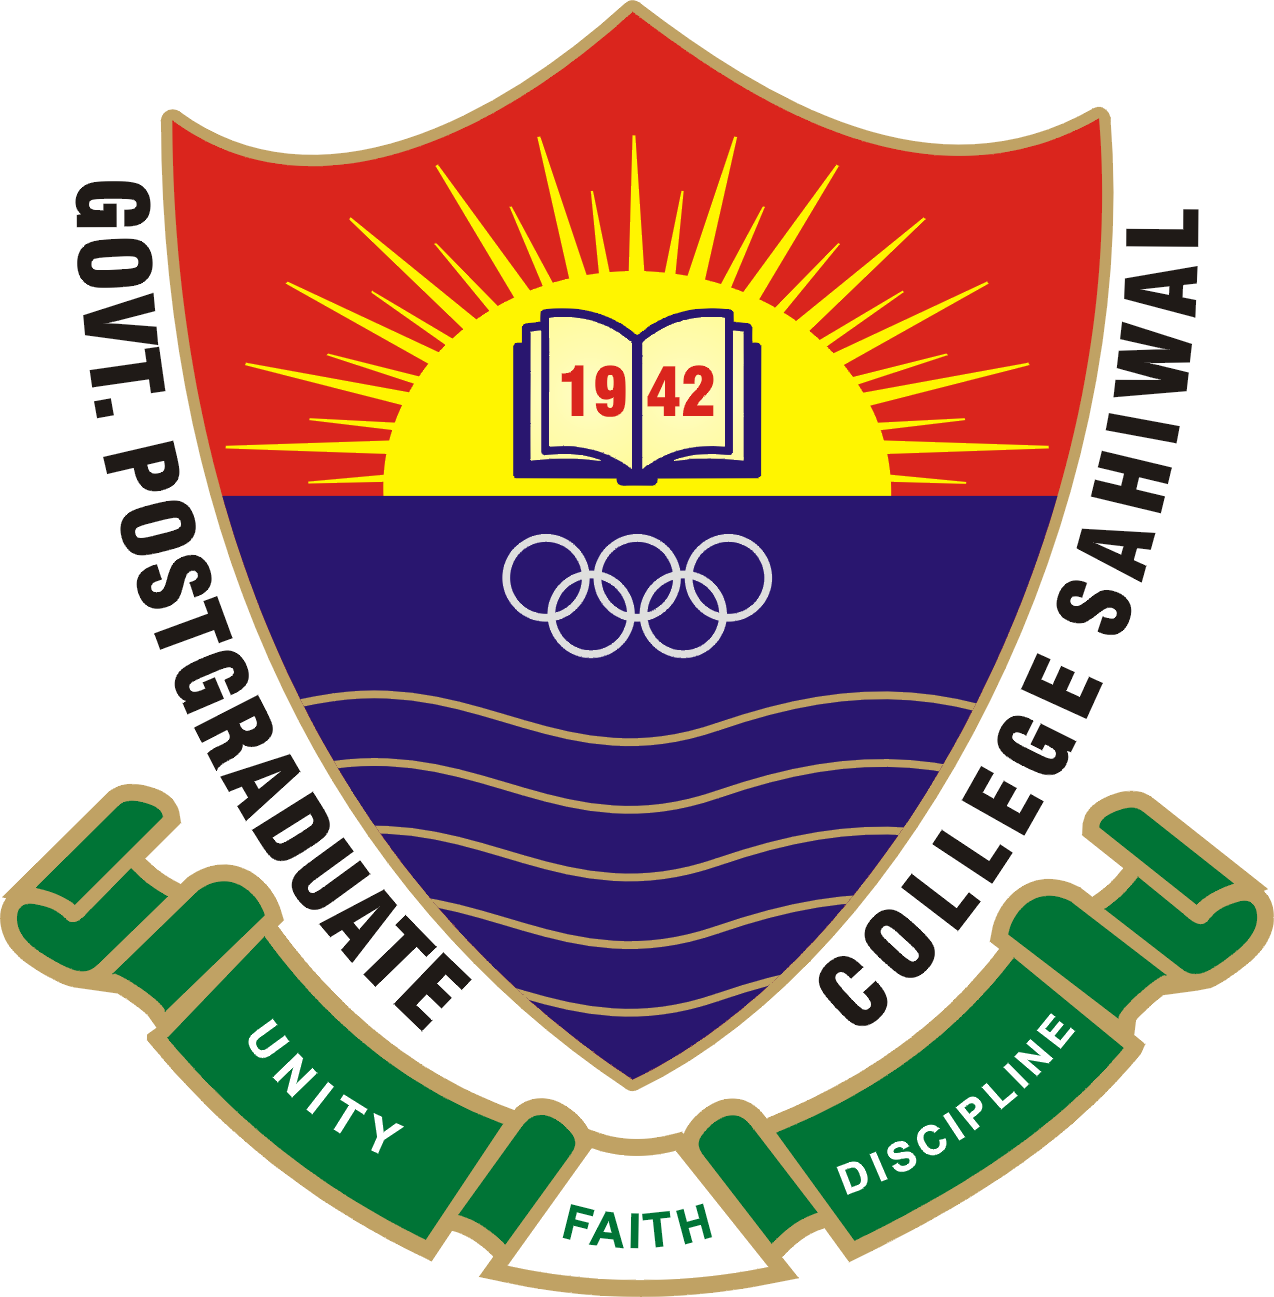 GOVT. POSTGRADUATE
COLLEGE SAHIWAL
1942
UNITY
FAITH
DISCIPLINE